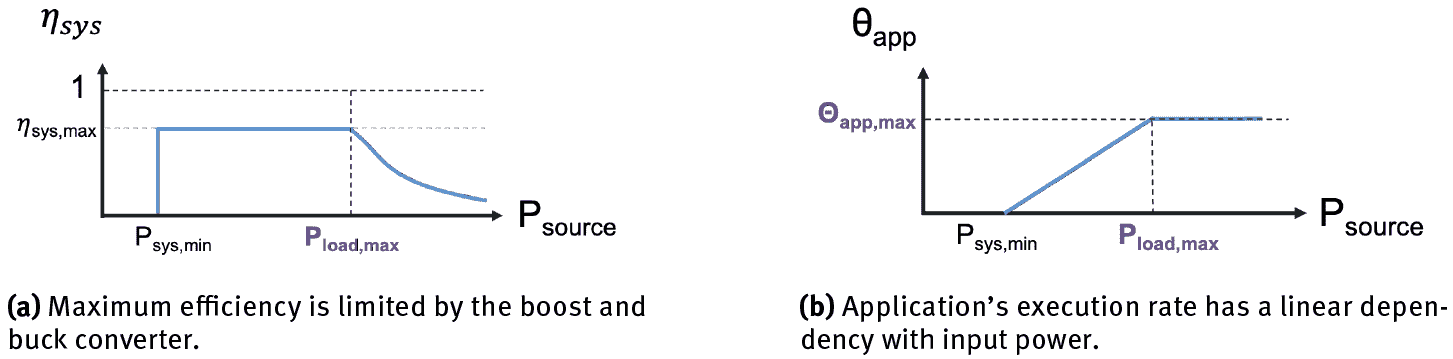 η_sys
1
η_sys,max
P_sys,min
P_load,max
P_source
(a) Maximum efficiency is limited by the boost and
buck converter.
θ_app
Θ_app,max
P_sys,min
P_load,max
P_source
(b) Application's execution rate has a linear depen-
dency with input power.